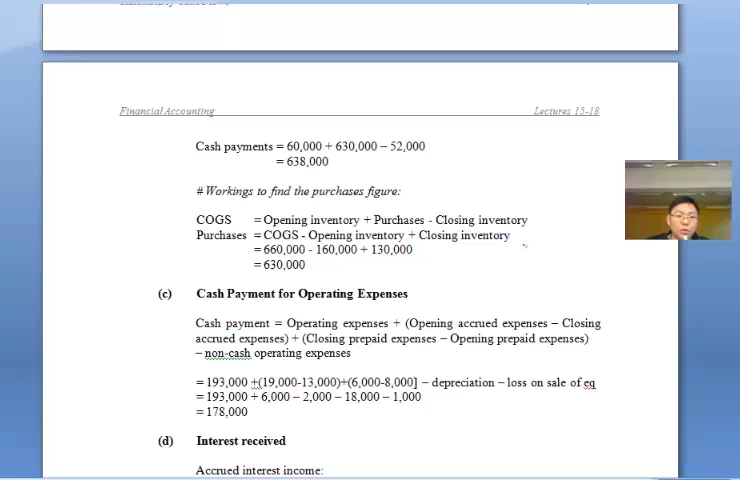 Financial Accounting Lectures 15-18
Cash payments = 60,000 + 630,000 – 52,000
= 638,000
# Workings to find the purchases figure:
COGS = Opening inventory + Purchases - Closing inventory
Purchases = COGS - Opening inventory + Closing inventory
= 660,000 - 160,000 + 130,000
= 630,000
(c) Cash Payment for Operating Expenses
Cash payment = Operating expenses + (Opening accrued expenses – Closing
accrued expenses) + (Closing prepaid expenses – Opening prepaid expenses)
– non-cash operating expenses
= 193,000 +(19,000-13,000)+(6,000-8,000] – depreciation – loss on sale of eq
= 193,000 + 6,000 – 2,000 – 18,000 – 1,000
= 178,000
(d) Interest received
Accrued interest income: